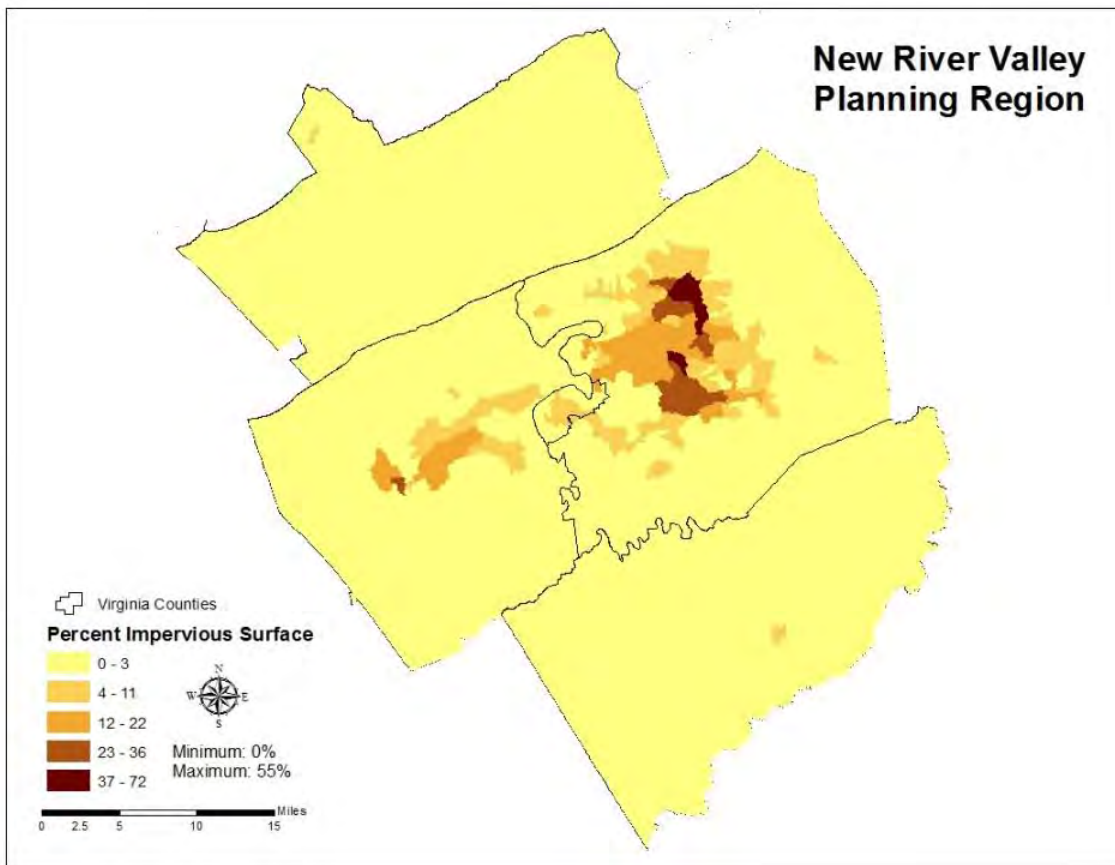 New River Valley
Planning Region
Virginia Counties
Percent Impervious Surface
0 - 3
4 - 11
12 - 22
23 - 36
37 - 72
N
W E
S
Minimum: 0%
Maximum: 55%
Miles
0 2.5 5 10 15